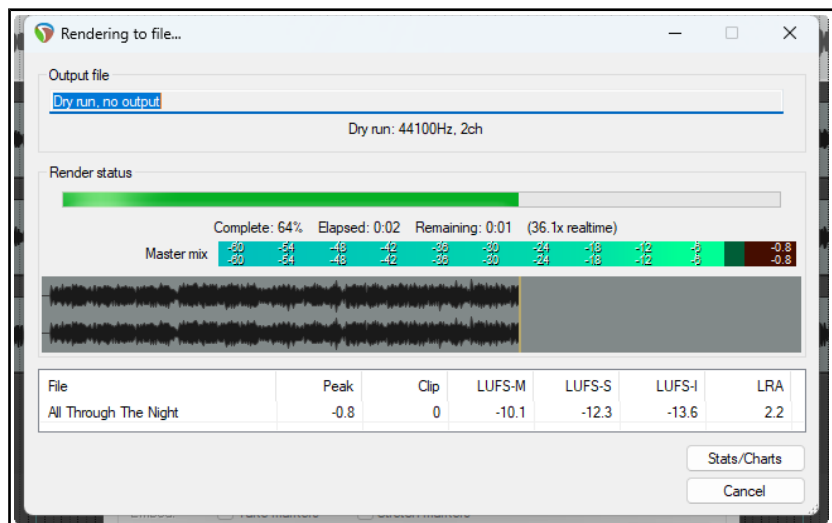 Rendering to file...
Output file
Dry run, no output
Dry run: 44100Hz, 2ch
Render status
Complete: 64% Elapsed: 0:02 Remaining: 0:01 (36.1x realtime)
Master mix
-60 -54 -48 -42 -36 -30 -24 -18 -12 -6 -0.8
-60 -54 -48 -42 -36 -30 -24 -18 -12 -6 -0.8
File Peak Clip LUFS-M LUFS-S LUFS-I LRA
All Through The Night -0.8 0 -10.1 -12.3 -13.6 2.2
Stats/Charts
Cancel